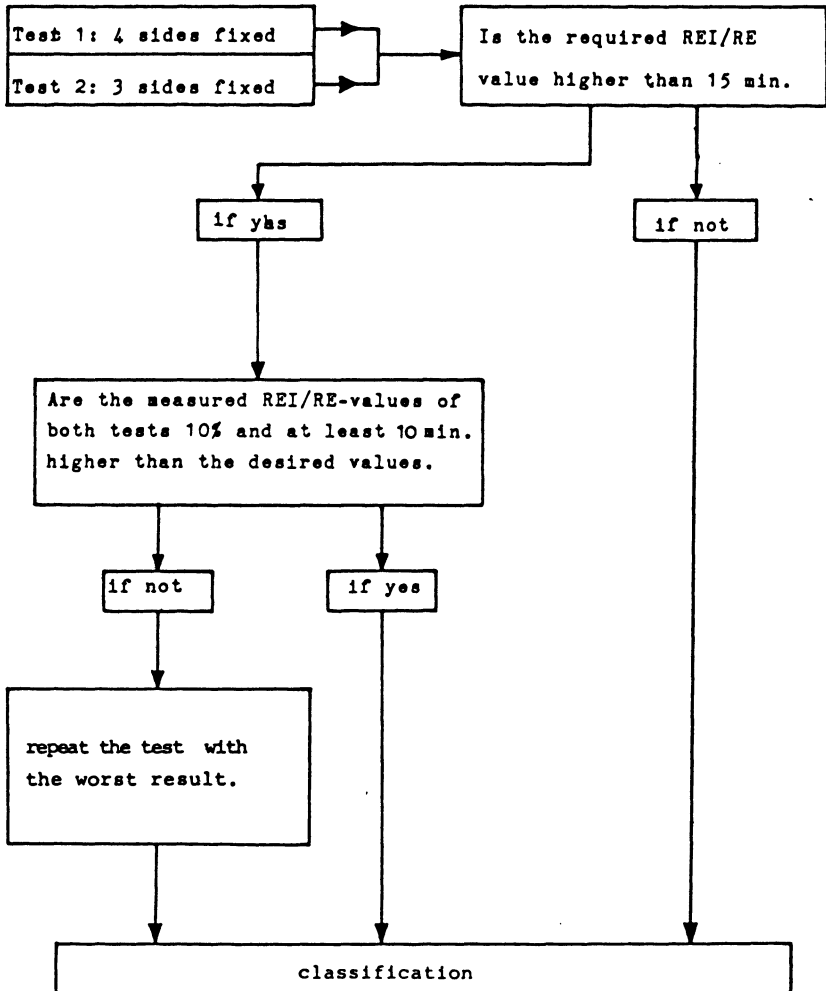 Test 1: 4 sides fixed
Test 2: 3 sides fixed
Is the required REI/RE
value higher than 15 min.
if yhs
if not
Are the measured REI/RE-values of
both tests 10% and at least 10 min.
higher than the desired values.
if not
if yes
repeat the test with
the worst result.
classification